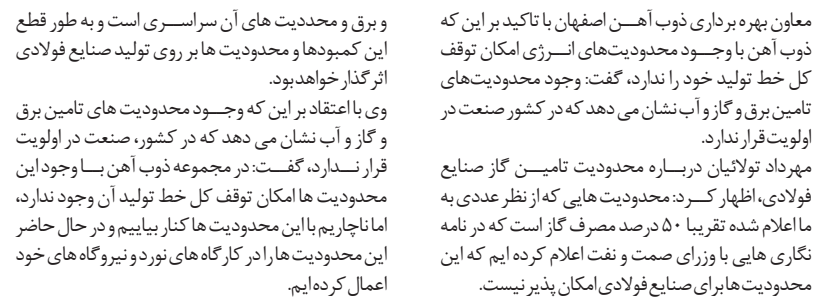 معاون بهره برداری ذوب آهن اصفهان با تاکید بر این که
ذوب آهن با وجود محدودیت‌های انرژی امکان توقف
کل خط تولید خود را ندارد، گفت: وجود محدودیت‌های
تامین برق و گاز و آب نشان می دهد که در کشور صنعت در
اولویت قرار ندارد.
مهرداد تولائیان درباره محدودیت تامین گاز صنایع
فولادی، اظهار کرد: محدودیت هایی که از نظر عددی به
ما اعلام شده تقریبا ۵۰ درصد مصرف گاز است که در نامه
نگاری هایی با وزرای صمت و نفت اعلام کرده ایم که این
محدودیت ها برای صنایع فولادی امکان پذیر نیست.
و برق و محددیت های آن سراسری است و به طور قطع
این کمبودها و محدودیت ها بر روی تولید صنایع فولادی
اثر گذار خواهد بود.
وی با اعتقاد بر این که وجود محدودیت های تامین برق
و گاز و آب نشان می دهد که در کشور، صنعت در اولویت
قرار ندارد، گفت: در مجموعه ذوب آهن با وجود این
محدودیت ها امکان توقف کل خط تولید آن وجود ندارد،
اما ناچاریم با این محدودیت ها کنار بیاییم و در حال حاضر
این محدودیت ها را در کارگاه های نورد و نیروگاه های خود
اعمال کرده ایم.